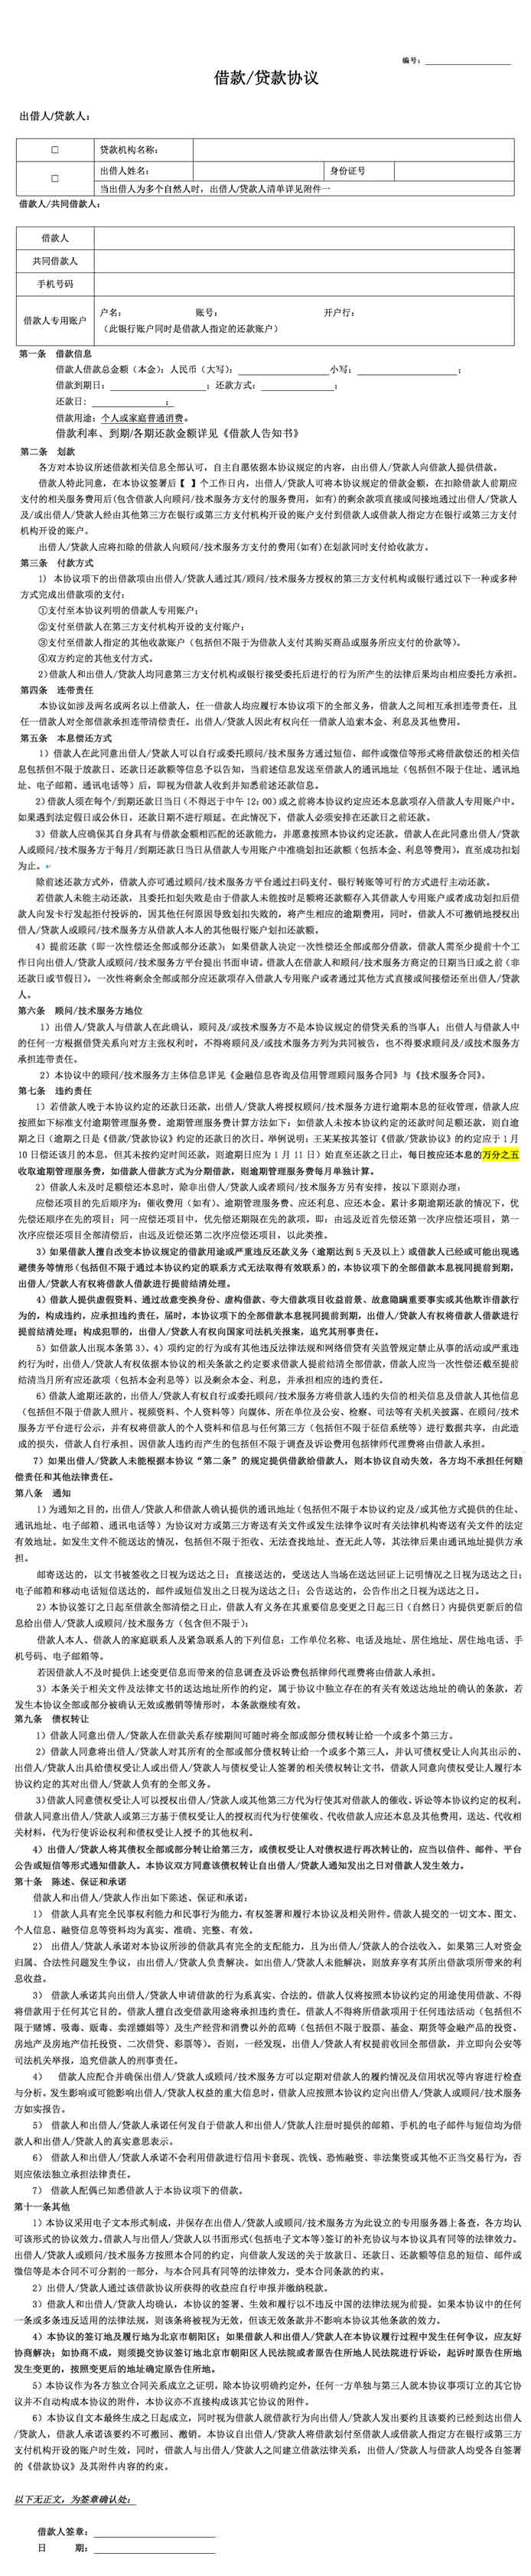 编号：
借款/贷款协议
出借人/贷款人：
□ 贷款机构名称：
□ 出借人姓名： 身份证号
当出借人为多个自然人时，出借人/贷款人清单详见附件一
借款人/共同借款人：
借款人
共同借款人
手机号码
借款人专用账户 户名： 账号： 开户行：
（此银行账户同时是借款人指定的还款账户）
第一条 借款信息
借款人借款总金额（本金）：人民币（大写）： 小写： ；
借款到期日： ；还款方式： ；
还款日： ；
借款用途：个人或家庭普通消费。
借款利率、到期/各期还款金额详见《借款人告知书》
第二条 划款
各方对本协议所述借款相关信息全部认可，自主自愿依据本协议规定的内容，由出借人/贷款人向借款人提供借款。
借款人特此同意，在本协议签署后【 】个工作日内，出借人/贷款人可将本协议规定的借款金额，在扣除借款人前期应
支付的相关服务费用后(包含借款人向顾问/技术服务方支付的服务费用，如有)的剩余款项直接或间接地通过出借人/贷款人
及/或出借人/贷款人经由其他第三方在银行或第三方支付机构开设的账户支付到借款人或借款人指定方在银行或第三方支付
机构开设的账户。
出借人/贷款人应将扣除的借款人向顾问/技术服务方支付的费用(如有)在划款同时支付给收款方。
第三条 付款方式
1) 本协议项下的出借款项由出借人/贷款人通过其/顾问/技术服务方授权的第三方支付机构或银行通过以下一种或多种
方式完成出借款项的支付：
①支付至本协议列明的借款人专用账户；
②支付至借款人在第三方支付机构开设的支付账户；
③支付至借款人指定的其他收款账户（包括但不限于为借款人支付其购买商品或服务所应支付的价款等）。
④双方约定的其他支付方式。
2)借款人和出借人/贷款人均同意第三方支付机构或银行接受委托后进行的行为所产生的法律后果均由相应委托方承担。
第四条 连带责任
本协议如涉及两名或两名以上借款人，任一借款人均应履行本协议项下的全部义务，借款人之间相互承担连带责任，且
任一借款人对全部借款承担连带清偿责任。出借人/贷款人因此有权向任一借款人追索本金、利息及其他费用。
第五条 本息偿还方式
1）借款人在此同意出借人/贷款人可以自行或委托顾问/技术服务方通过短信、邮件或微信等形式将借款偿还的相关信
息包括但不限于放款日、还款日还款额等信息予以告知，当前述信息发送至借款人的通讯地址（包括但不限于住址、通讯地
址、电子邮箱、通讯电话等）后，即视为借款人收到并知悉前述还款信息。
2)借款人须在每个/到期还款日当日(不得迟于中午 12：00)或之前将本协议约定应还本息款项存入借款人专用账户中。
如果遇到法定假日或公休日，还款日期不进行顺延。在此情况下，借款人必须安排在还款日之前还款。
3）借款人应确保其自身具有与借款金额相匹配的还款能力，并愿意按照本协议约定还款。借款人在此同意出借人/贷款
人或顾问/技术服务方于每月/到期还款日当日从借款人专用账户中准确划扣还款额（包括本金、利息等费用），直至成功扣划
为止。
除前述还款方式外，借款人亦可通过顾问/技术服务方平台通过扫码支付、银行转账等可行的方式进行主动还款。
若借款人未能主动还款，且委托扣划失败是由于借款人未能按时足额将还款额存入其借款人专用账户或者成功划扣后借
款人向发卡行发起拒付投诉的，因其他任何原因导致划扣失败的，将产生相应的逾期费用，同时，借款人不可撤销地授权出
借人/贷款人或顾问/技术服务方从借款人本人的其他银行账户划扣还款额。
4）提前还款（即一次性偿还全部或部分还款）：如果借款人决定一次性偿还全部或部分借款，借款人需至少提前十个工
作日向出借人/贷款人或顾问/技术服务方平台提出书面申请。借款人在借款人和顾问/技术服务方商定的日期当日或之前（非
还款日或节假日），一次性将剩余全部或部分应还款项存入借款人专用账户或者通过其他方式直接或间接偿还至出借人/贷款
人。
第六条 顾问/技术服务方地位
1）出借人/贷款人与借款人在此确认，顾问及/或技术服务方不是本协议规定的借贷关系的当事人；出借人与借款人中
的任何一方根据借贷关系向对方主张权利时，不得将顾问及/或技术服务方列为共同被告，也不得要求顾问及/或技术服务方
承担连带责任。
2）本协议中的顾问/技术服务方主体信息详见《金融信息咨询及信用管理顾问服务合同》与《技术服务合同》。
第七条 违约责任
1）若借款人晚于本协议约定的还款日还款，出借人/贷款人将授权顾问/技术服务方进行逾期本息的征收管理，借款人应
按照如下标准支付逾期管理服务费。逾期管理服务费计算方法如下：如借款人未按本协议约定的还款时间足额还款，则自逾
期之日（逾期之日是《借款/贷款协议》约定的还款日的次日。举例说明：王某某按其签订《借款/贷款协议》的约定应于 1 月
10 日偿还该月的本息，但其未按约定时间还款，则逾期日应为 1 月 11 日）始直至还款之日止，每日按应还本息的万分之五
收取逾期管理服务费，如借款人借款方式为分期借款，则逾期管理服务费每月单独计算。
2）借款人未及时足额偿还本息时，除非出借人/贷款人或者顾问/技术服务方另有安排，按以下原则办理：
应偿还项目的先后顺序为：催收费用（如有）、逾期管理服务费、应还利息、应还本金。累计多期逾期还款的情况下，优
先偿还顺序在先的项目；同一应偿还项目中，优先偿还期限在先的款项。即：由远及近首先偿还第一次序应偿还项目，第一
次序应偿还项目全部清偿后，由远及近偿还第二次序应偿还项目，以此类推。
3）如果借款人擅自改变本协议规定的借款用途或严重违反还款义务（逾期达到 5 天及以上）或借款人已经或可能出现逃
避债务等情形（包括但不限于通过本协议约定的联系方式无法取得有效联系）的，本协议项下的全部借款本息视同提前到期，
出借人/贷款人有权将借款人借款进行提前结清处理。
4）借款人提供虚假资料、通过故意变换身份、虚构借款、夸大借款项目收益前景、故意隐瞒重要事实或其他欺诈借款行
为的，构成违约，应承担违约责任，届时，本协议项下的全部借款本息视同提前到期，出借人/贷款人有权将借款人借款进行
提前结清处理；构成犯罪的，出借人/贷款人有权向国家司法机关报案，追究其刑事责任。
5）如借款人出现本条第 3）、4）项约定的行为或有其他违反法律法规和网络借贷有关监管规定禁止从事的活动或严重违
约行为时，出借人/贷款人有权依据本协议的相关条款之约定要求借款人提前结清全部借款，借款人应当一次性偿还截至提前
结清当月所有应还款项（包括本金利息等）以及剩余本金、利息，并承担相应的违约责任。
6）借款人逾期还款的，出借人/贷款人有权自行或委托顾问/技术服务方将借款人违约失信的相关信息及借款人其他信息
（包括但不限于借款人照片、视频资料、个人资料等）向媒体、所在单位及公安、检察、司法等有关机关披露、在顾问/技术
服务方平台进行公示，并有权将借款人的个人资料和信息与任何第三方（包括但不限于征信系统等）进行数据共享，由此造
成的损失，借款人自行承担。因借款人违约而产生的包括但不限于调查及诉讼费用包括律师代理费将由借款人承担。
7）如果出借人/贷款人未能根据本协议“第二条”的规定提供借款给借款人，则本协议自动失效，各方均不承担任何赔
偿责任和其他法律责任。
第八条 通知
1)为通知之目的，出借人/贷款人和借款人确认提供的通讯地址（包括但不限于本协议约定及/或其他方式提供的住址、
通讯地址、电子邮箱、通讯电话等）为协议对方或第三方寄送有关文件或发生法律争议时有关法律机构寄送有关文件的法定
有效地址。如发生文件不能送达的情况，包括但不限于拒收、无法查找地址、查无此人等，其法律后果由通讯地址提供方承
担。
邮寄送达的，以文书被签收之日视为送达之日；直接送达的，受送达人当场在送达回证上记明情况之日视为送达之日；
电子邮箱和移动电话短信送达的，邮件或短信发出之日视为送达之日；公告送达的，公告作出之日视为送达之日。
2)本协议签订之日起至借款全部清偿之日止，借款人有义务在其重要信息变更之日起三日（自然日）内提供更新后的信
息给出借人/贷款人或顾问/技术服务方（包含但不限于)：
借款人本人、借款人的家庭联系人及紧急联系人的下列信息：工作单位名称、电话及地址、居住地址、居住地电话、手
机号码、电子邮箱等。
若因借款人不及时提供上述变更信息而带来的信息调查及诉讼费包括律师代理费将由借款人承担。
3）本条关于相关文件及法律文书的送达地址所作的约定，属于协议中独立存在的有关有效送达地址的确认的条款，若
发生本协议全部或部分被确认无效或撤销等情形时，本条款继续有效。
第九条 债权转让
1）借款人同意出借人/贷款人在借款关系存续期间可随时将全部或部分债权转让给一个或多个第三方。
2）借款人同意将出借人/贷款人对其所有的全部或部分债权转让给一个或多个第三人，并认可债权受让人向其出示的、
出借人/贷款人出具给债权受让人或出借人/贷款人与债权受让人签署的相关债权转让文书，借款人同意向债权受让人履行本
协议约定的其对出借人/贷款人负有的全部义务。
3)借款人同意债权受让人可以授权出借人/贷款人或其他第三方代为行使其对借款人的催收、诉讼等本协议约定的权利。
借款人同意出借人/贷款人或第三方基于债权受让人的授权而代为行使催收、代收借款人应还本息及其他费用，送达、代收相
关材料，代为行使诉讼权利和债权受让人授予的其他权利。
4）出借人/贷款人将其债权全部或部分转让给第三方，或债权受让人对债权进行再次转让的，应当以信件、邮件、平台
公告或短信等形式通知借款人。本协议双方同意该债权转让自出借人/贷款人通知发出之日对借款人发生效力。
第十条 陈述、保证和承诺
借款人和出借人/贷款人作出如下陈述、保证和承诺：
1） 借款人具有完全民事权利能力和民事行为能力，有权签署和履行本协议及相关附件。借款人提交的一切文本、图文、
个人信息、融资信息等资料均为真实、准确、完整、有效。
2） 出借人/贷款人承诺对本协议所涉的借款具有完全的支配能力，且为出借人/贷款人的合法收入。如果第三人对资金
归属、合法性问题发生争议，由出借人/贷款人负责解决。如出借人/贷款人未能解决，则放弃享有其所出借款项所带来的利
息收益。
3） 借款人承诺其向出借人/贷款人申请借款的行为系真实、合法的。借款人仅将按照本协议约定的用途使用借款、不得
将借款用于任何其它目的。借款人擅自改变借款用途将承担违约责任。借款人不得将所借款项用于任何违法活动（包括但不
限于赌博、吸毒、贩毒、卖淫嫖娼等）及生产经营和消费以外的范畴（包括但不限于股票、基金、期货等金融产品的投资、
房地产及房地产信托投资、二次借贷、彩票等）。否则，一经发现，出借人/贷款人有权提前收回全部借款，并立即向公安等
司法机关举报，追究借款人的刑事责任。
4） 借款人应配合并确保出借人/贷款人或顾问/技术服务方可以定期对借款人的履约情况及信用状况等内容进行检查
与分析。发生影响或可能影响出借人/贷款人权益的重大信息时，借款人应按照本协议约定向出借人/贷款人或顾问/技术服务
方如实报告。
5） 借款人和出借人/贷款人承诺任何发自于借款人和出借人/贷款人注册时提供的邮箱、手机的电子邮件与短信均为借
款人和出借人/贷款人的真实意思表示。
6） 借款人和出借人/贷款人承诺不会利用借款进行信用卡套现、洗钱、恐怖融资、非法集资或其他不正当交易行为，否
则应依法独立承担法律责任。
7） 借款人配偶已知悉借款人于本协议项下的借款。
第十一条其他
1)本协议采用电子文本形式制成，并保存在出借人/贷款人或顾问/技术服务方为此设立的专用服务器上备查，各方均认
可该形式的协议效力。借款人与出借人/贷款人以书面形式(包括电子文本等)签订的补充协议与本协议具有同等的法律效力。
出借人/贷款人或顾问/技术服务方按照本合同的约定，向借款人发送的关于放款日、还款日、还款额等信息的短信、邮件或
微信等是本合同不可分割的一部分，与本合同具有同等的法律效力，受本合同条款的约束。
2）出借人/贷款人通过该借款协议所获得的收益应自行申报并缴纳税款。
3）借款人和出借人/贷款人均确认，本协议的签署、生效和履行以不违反中国的法律法规为前提。如果本协议中的任何
一条或多条违反适用的法律法规，则该条将被视为无效，但该无效条款并不影响本协议其他条款的效力。
4）本协议的签订地及履行地为北京市朝阳区；如果借款人和出借人/贷款人在本协议履行过程中发生任何争议，应友好
协商解决；如协商不成，则须提交协议签订地北京市朝阳区人民法院或者原告住所地人民法院进行诉讼，起诉时原告住所地
发生变更的，按照变更后的地址确定原告住所地。
5）本协议作为各方独立合同关系成立之证明，除本协议明确约定外，任何一方单独与第三人就本协议事项订立的其它协
议并不自动构成本协议的附件，本协议亦不直接构成该其它协议的附件。
6）本协议自文本最终生成之日起成立，同时视为借款人就借款行为向出借人/贷款人发出要约且该要约已经到达出借人
/贷款人，借款人承诺该要约不可撤回、撤销。本协议自出借人/贷款人将借款划付至借款人或借款人指定方在银行或第三方
支付机构开设的账户时生效，同时，借款人与出借人/贷款人之间建立借款法律关系，出借人/贷款人与借款人均受各自签署
的《借款协议》及其附件内容的约束。
以下无正文，为签章确认处：
借款人签章：
日 期：